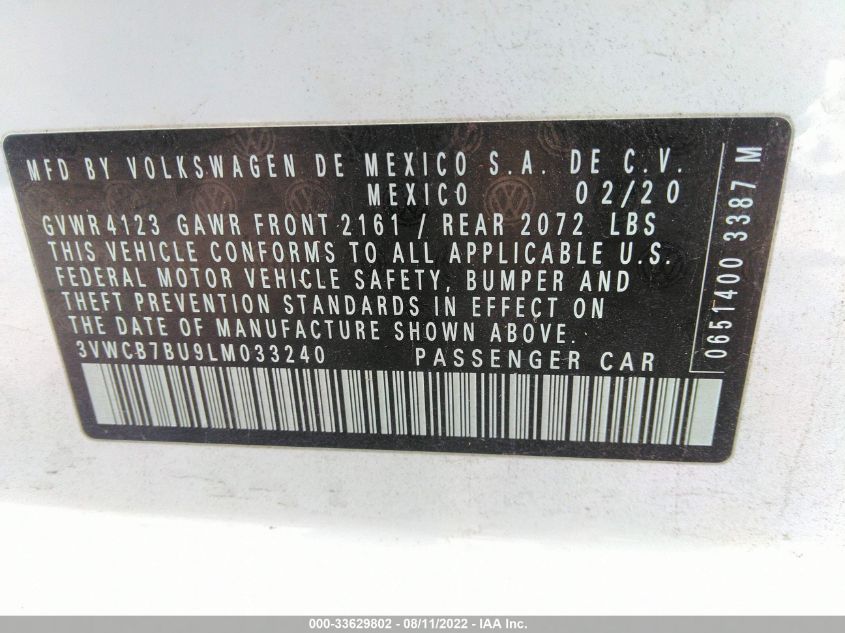 MFD BY VOLKSWAGEN DE MEXICO S.A. DE C.V.
MEXICO 02/20
GVWR 4123 GAWR FRONT 2161 / REAR 2072 LBS
THIS VEHICLE CONFORMS TO ALL APPLICABLE U.S.
FEDERAL MOTOR VEHICLE SAFETY, BUMPER AND
THEFT PREVENTION STANDARDS IN EFFECT ON
THE DATE OF MANUFACTURE SHOWN ABOVE.
3VWCB7BU9LM033240 PASSENGER CAR
0651400 3387 M
000-33629802 - 08/11/2022 - IAA Inc.